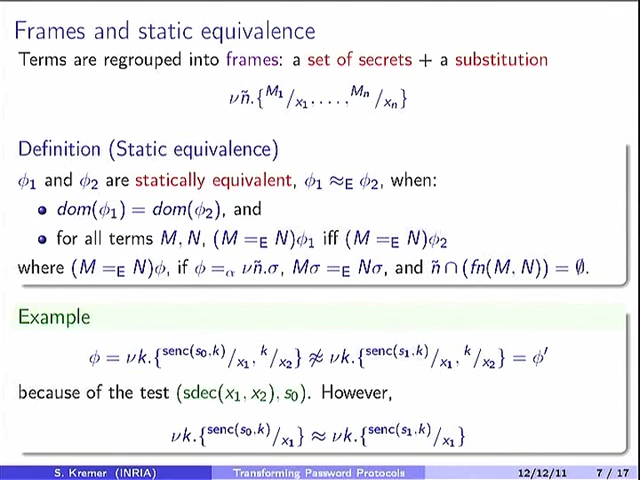 Frames and static equivalence
Terms are regrouped into frames: a set of secrets + a substitution
νñ.{M₁/x₁, . . . , Mₙ/xₙ}
Definition (Static equivalence)
ϕ₁ and ϕ₂ are statically equivalent, ϕ₁ ≈E ϕ₂, when:
• dom(ϕ₁) = dom(ϕ₂), and
• for all terms M, N, (M =E N)ϕ₁ iff (M =E N)ϕ₂
where (M =E N)ϕ, if ϕ =α νñ.σ, Mσ =E Nσ, and ñ ∩ (fn(M, N)) = ∅.
Example
ϕ = νk.{senc(s₀,k)/x₁, k/x₂} ≉ νk.{senc(s₁,k)/x₁, k/x₂} = ϕ′
because of the test (sdec(x₁, x₂), s₀). However,
νk.{senc(s₀,k)/x₁} ≈ νk.{senc(s₁,k)/x₁}
S. Kremer (INRIA) Transforming Password Protocols 12/12/11 7 / 17